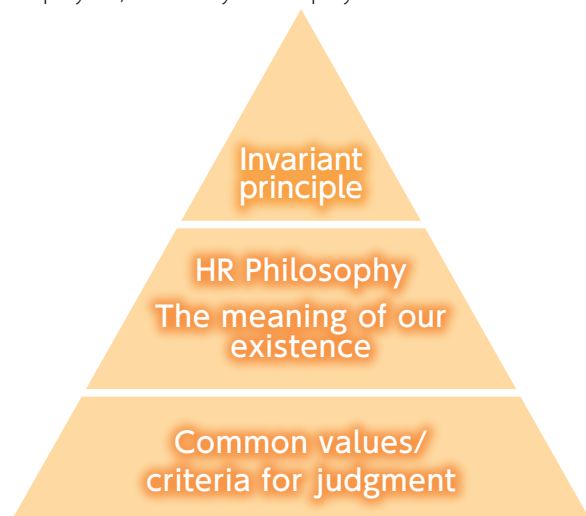 Invariant
principle
HR Philosophy
The meaning of our
existence
Common values/
criteria for judgment